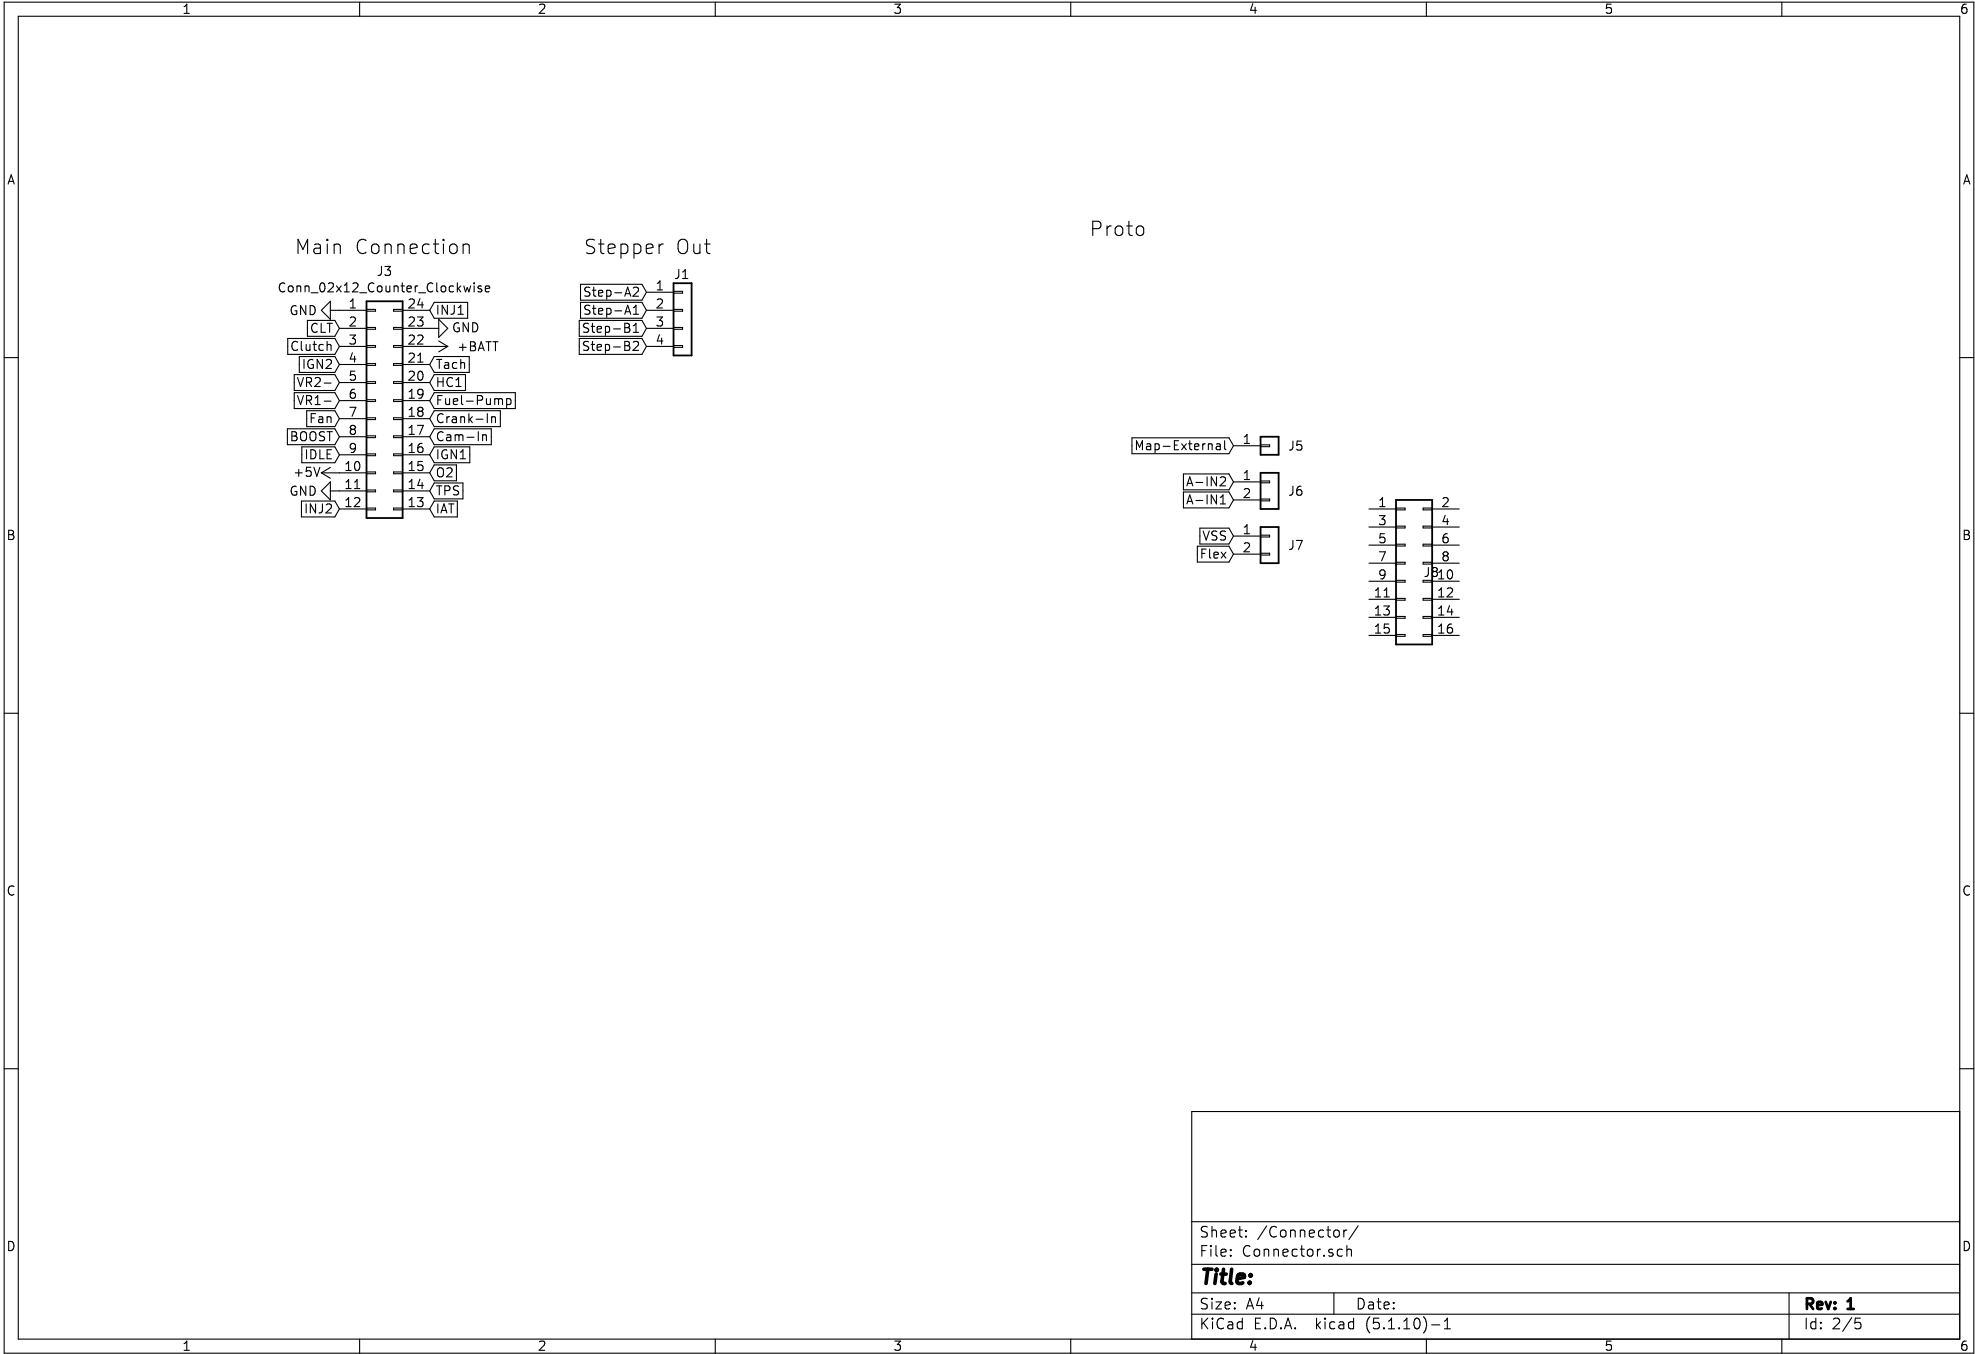 1 2 3 4 5 6
A A
Proto
Main Connection Stepper Out
J3
Conn_02x12_Counter_Clockwise
GND 1 24 INJ1
CLT 2 23 GND
Clutch 3 22 +BATT
IGN2 4 21 Tach
VR2- 5 20 HC1
VR1- 6 19 Fuel-Pump
Fan 7 18 Crank-In
BOOST 8 17 Cam-In
IDLE 9 16 IGN1
+5V 10 15 O2
GND 11 14 TPS
INJ2 12 13 IAT
J1
Step-A2 1
Step-A1 2
Step-B1 3
Step-B2 4
Map-External 1 J5
A-IN2 1
J6
A-IN1 2
VSS 1
J7
Flex 2
1 2
3 4
5 6
7 8
J8
9 10
11 12
13 14
15 16
B B
C C
D D
Sheet: /Connector/
File: Connector.sch
Title:
Size: A4 Date: Rev: 1
KiCad E.D.A. kicad (5.1.10)-1 Id: 2/5
1 2 3 4 5 6